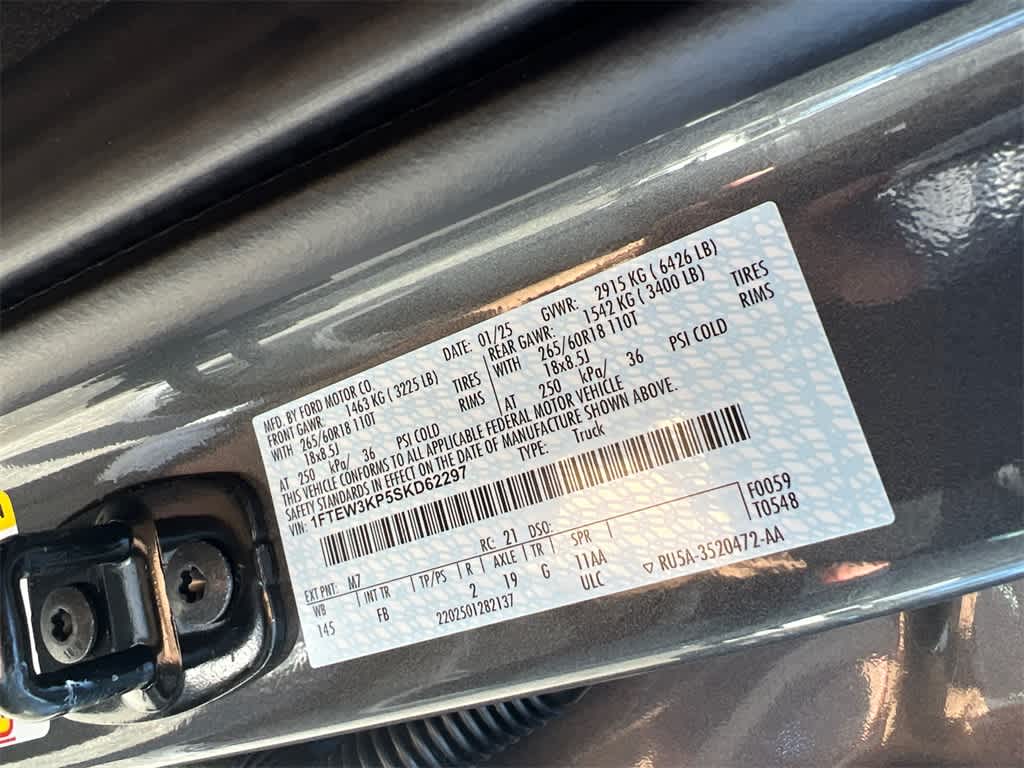 MFD. BY FORD MOTOR CO. DATE: 01/25 GVWR: 2915 KG ( 6426 LB)
FRONT GAWR: 1463 KG ( 3225 LB) REAR GAWR: 1542 KG ( 3400 LB)
WITH 265/60R18 110T TIRES WITH 265/60R18 110T TIRES
18x8.5J RIMS 18x8.5J RIMS
AT 250 kPa/ 36 PSI COLD AT 250 kPa/ 36 PSI COLD
THIS VEHICLE CONFORMS TO ALL APPLICABLE FEDERAL MOTOR VEHICLE
SAFETY STANDARDS IN EFFECT ON THE DATE OF MANUFACTURE SHOWN ABOVE.
VIN: 1FTEW3KP5SKD62297 TYPE: Truck
F0059
T0548
EXT PNT: M7 RC: 21 DSO:
WB INT TR TP/PS R AXLE TR SPR
145 FB 2 19 G 11AA
2202501282137 ULC ▽ RU5A-3520472-AA